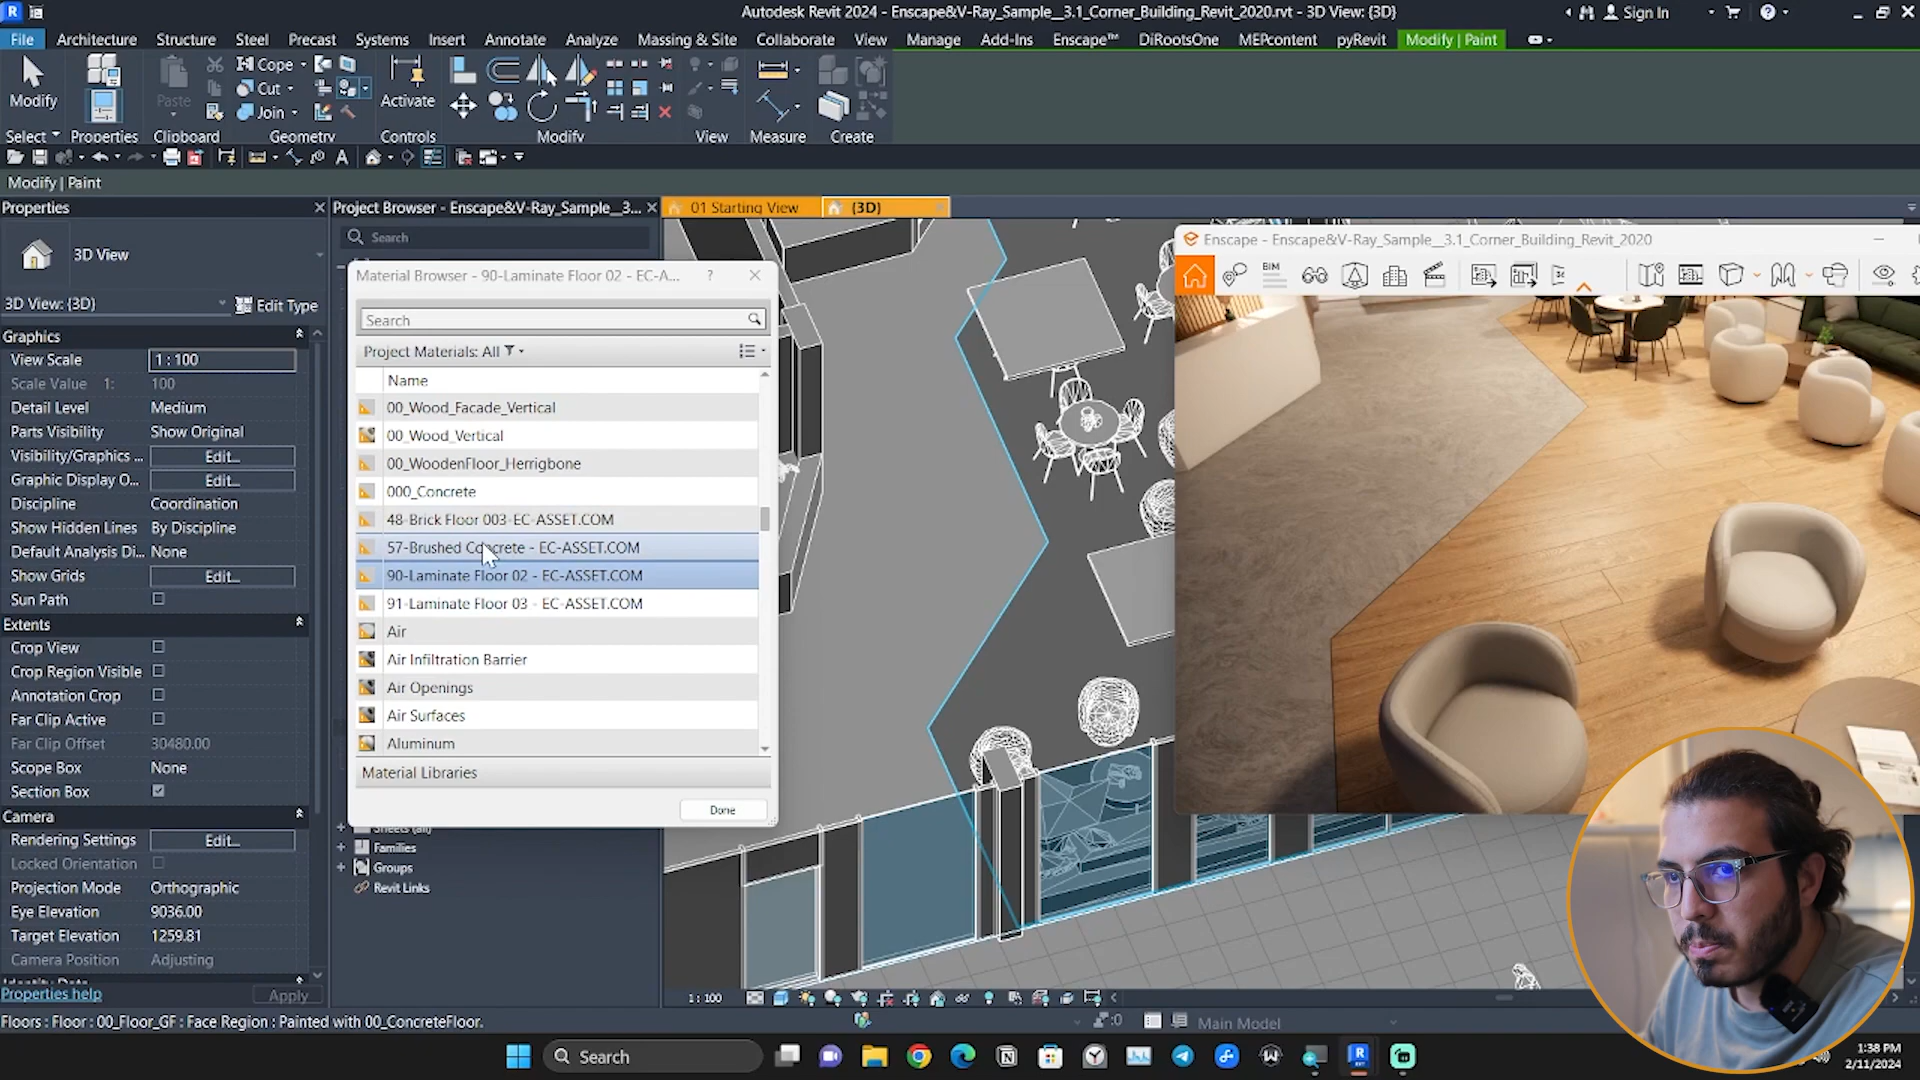 Autodesk Revit 2024 - Enscape&V-Ray_Sample__3.1_Corner_Building_Revit_2020.rvt - 3D View: {3D}
Sign In
File Architecture Structure Steel Precast Systems Insert Annotate Analyze Massing & Site Collaborate View Manage Add-Ins Enscape™ DiRootsOne MEPcontent pyRevit Modify | Paint
Modify
Paste
Cope
Cut
Join
Activate
Select Properties Clipboard Geometry Controls Modify View Measure Create
Modify | Paint
Properties
3D View
3D View: {3D}
Edit Type
Graphics
View Scale 1 : 100
Scale Value 1: 100
Detail Level Medium
Parts Visibility Show Original
Visibility/Graphics ... Edit...
Graphic Display O... Edit...
Discipline Coordination
Show Hidden Lines By Discipline
Default Analysis Di... None
Show Grids Edit...
Sun Path
Extents
Crop View
Crop Region Visible
Annotation Crop
Far Clip Active
Far Clip Offset 30480.00
Scope Box None
Section Box
Camera
Rendering Settings Edit...
Locked Orientation
Projection Mode Orthographic
Eye Elevation 9036.00
Target Elevation 1259.81
Camera Position Adjusting
Identity Data
Properties help
Apply
Project Browser - Enscape&V-Ray_Sample__3...
Search
Material Browser - 90-Laminate Floor 02 - EC-A...
Search
Project Materials: All
Name
00_Wood_Facade_Vertical
00_Wood_Vertical
00_WoodenFloor_Herrigbone
000_Concrete
48-Brick Floor 003-EC-ASSET.COM
57-Brushed Concrete - EC-ASSET.COM
90-Laminate Floor 02 - EC-ASSET.COM
91-Laminate Floor 03 - EC-ASSET.COM
Air
Air Infiltration Barrier
Air Openings
Air Surfaces
Aluminum
Material Libraries
Done
Sheets (all)
Families
Groups
Revit Links
01 Starting View
{3D}
Enscape - Enscape&V-Ray_Sample__3.1_Corner_Building_Revit_2020
BIM
1 : 100
Floors : Floor : 00_Floor_GF : Face Region : Painted with 00_ConcreteFloor.
:0
Main Model
Search
1:38 PM
2/11/2024